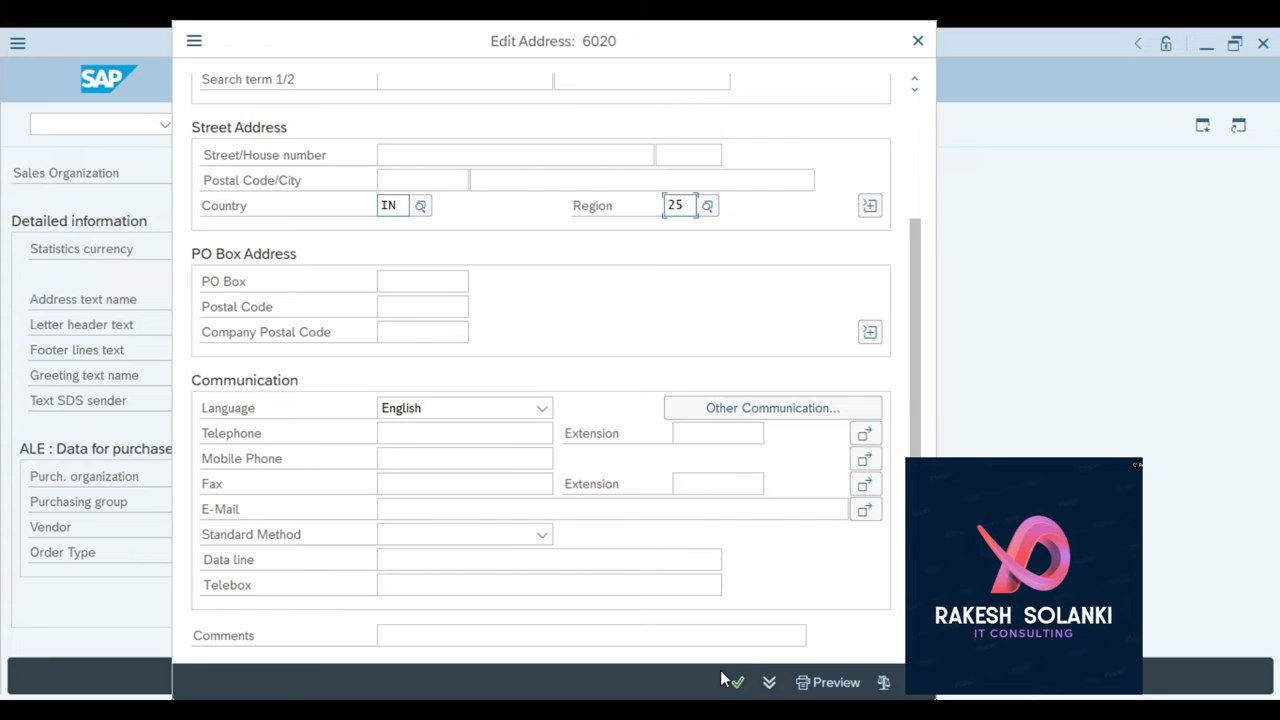 Edit Address: 6020
SAP
Search term 1/2
Street Address
Street/House number
Postal Code/City
Country IN Region 25
PO Box Address
PO Box
Postal Code
Company Postal Code
Communication
Language English Other Communication...
Telephone Extension
Mobile Phone
Fax Extension
E-Mail
Standard Method
Data line
Telebox
Comments
Preview
Sales Organization
Detailed information
Statistics currency
Address text name
Letter header text
Footer lines text
Greeting text name
Text SDS sender
ALE : Data for purchase
Purch. organization
Purchasing group
Vendor
Order Type
RAKESH SOLANKI
IT CONSULTING